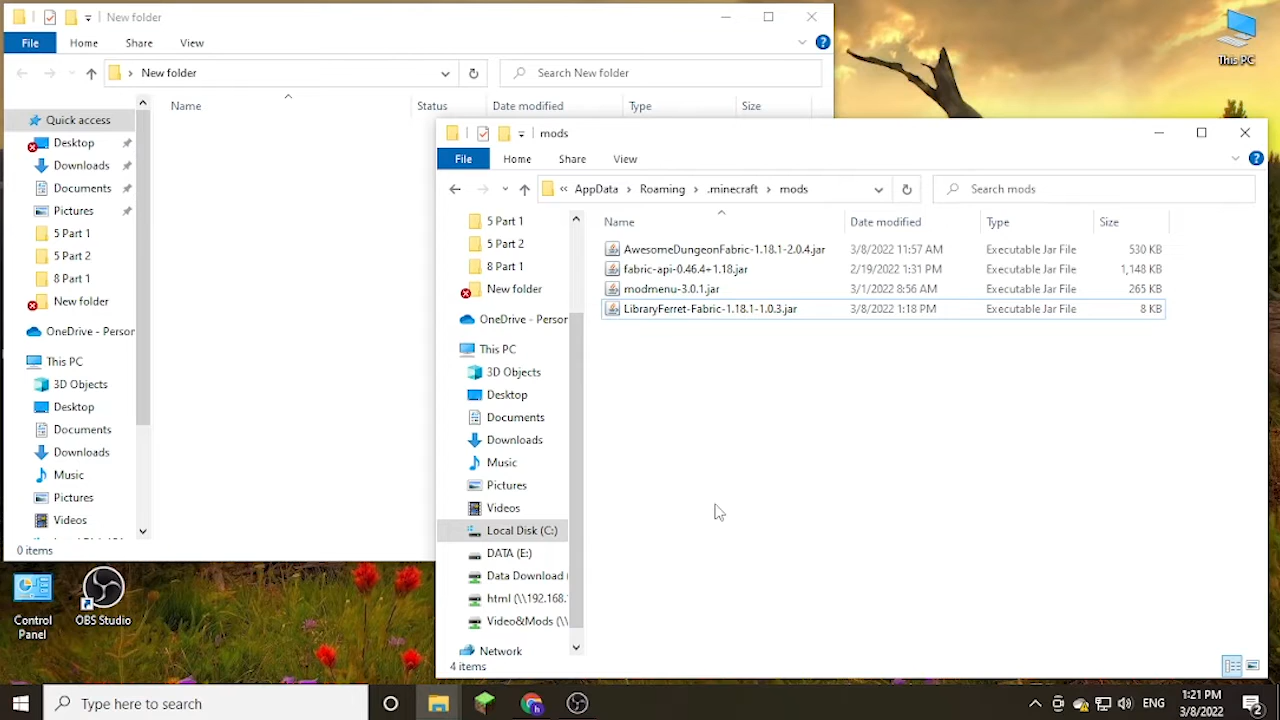 New folder
This PC
File Home Share View
New folder
Search New folder
Name Status Date modified Type Size
Quick access
Desktop
Downloads
Documents
Pictures
5 Part 1
5 Part 2
8 Part 1
New folder
OneDrive - Person
This PC
3D Objects
Desktop
Documents
Downloads
Music
Pictures
Videos
0 items
mods
File Home Share View
AppData Roaming .minecraft mods
Search mods
Name Date modified Type Size
AwesomeDungeonFabric-1.18.1-2.0.4.jar 3/8/2022 11:57 AM Executable Jar File 530 KB
fabric-api-0.46.4+1.18.jar 2/19/2022 1:31 PM Executable Jar File 1,148 KB
modmenu-3.0.1.jar 3/1/2022 8:56 AM Executable Jar File 265 KB
LibraryFerret-Fabric-1.18.1-1.0.3.jar 3/8/2022 1:18 PM Executable Jar File 8 KB
5 Part 1
5 Part 2
8 Part 1
New folder
OneDrive - Person
This PC
3D Objects
Desktop
Documents
Downloads
Music
Pictures
Videos
Local Disk (C:)
DATA (E:)
Data Download (
html (\\192.168.
Video&Mods (\\
Network
4 items
Control Panel
OBS Studio
Type here to search
ENG
1:21 PM
3/8/2022
2